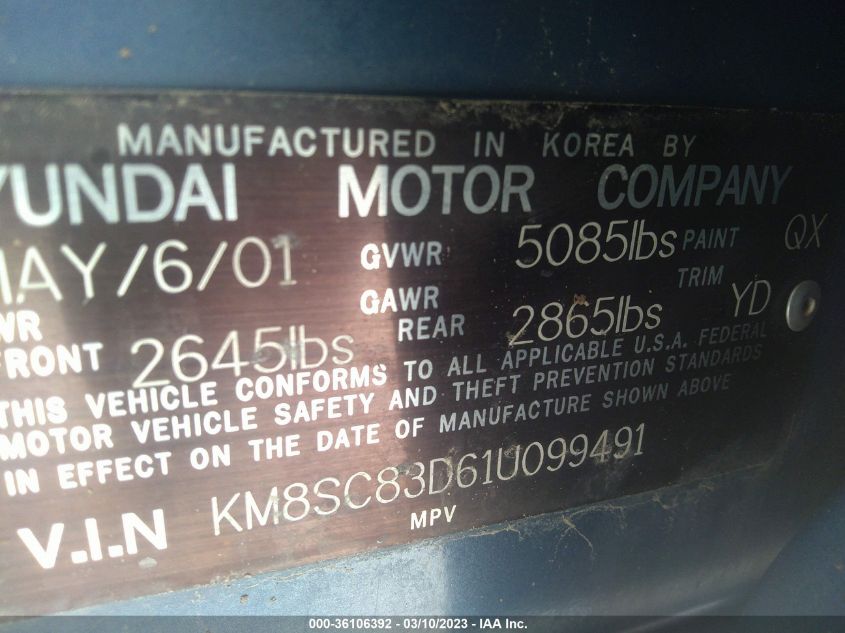 MANUFACTURED IN KOREA BY
YUNDAI MOTOR COMPANY
MAY/6/01 GVWR 5085lbs PAINT QX
WR FRONT 2645lbs GAWR REAR 2865lbs TRIM YD
THIS VEHICLE CONFORMS TO ALL APPLICABLE U.S.A. FEDERAL
MOTOR VEHICLE SAFETY AND THEFT PREVENTION STANDARDS
IN EFFECT ON THE DATE OF MANUFACTURE SHOWN ABOVE
V.I.N KM8SC83D61U099491
MPV
000-36106392 - 03/10/2023 - IAA Inc.